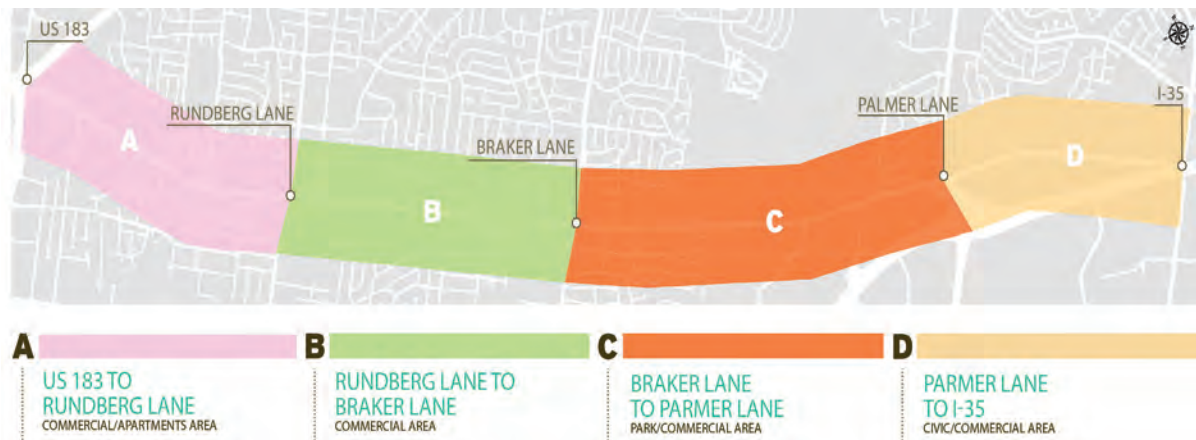 US 183
RUNDBERG LANE
BRAKER LANE
PALMER LANE
I-35
A
B
C
D
A
US 183 TO
RUNDBERG LANE
COMMERCIAL/APARTMENTS AREA
B
RUNDBERG LANE TO
BRAKER LANE
COMMERCIAL AREA
C
BRAKER LANE
TO PARMER LANE
PARK/COMMERCIAL AREA
D
PARMER LANE
TO I-35
CIVIC/COMMERCIAL AREA